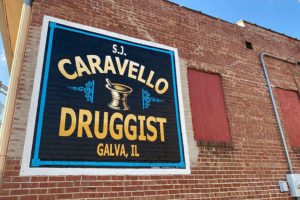 S.J.
CARAVELLO
DRUGGIST
GALVA, IL